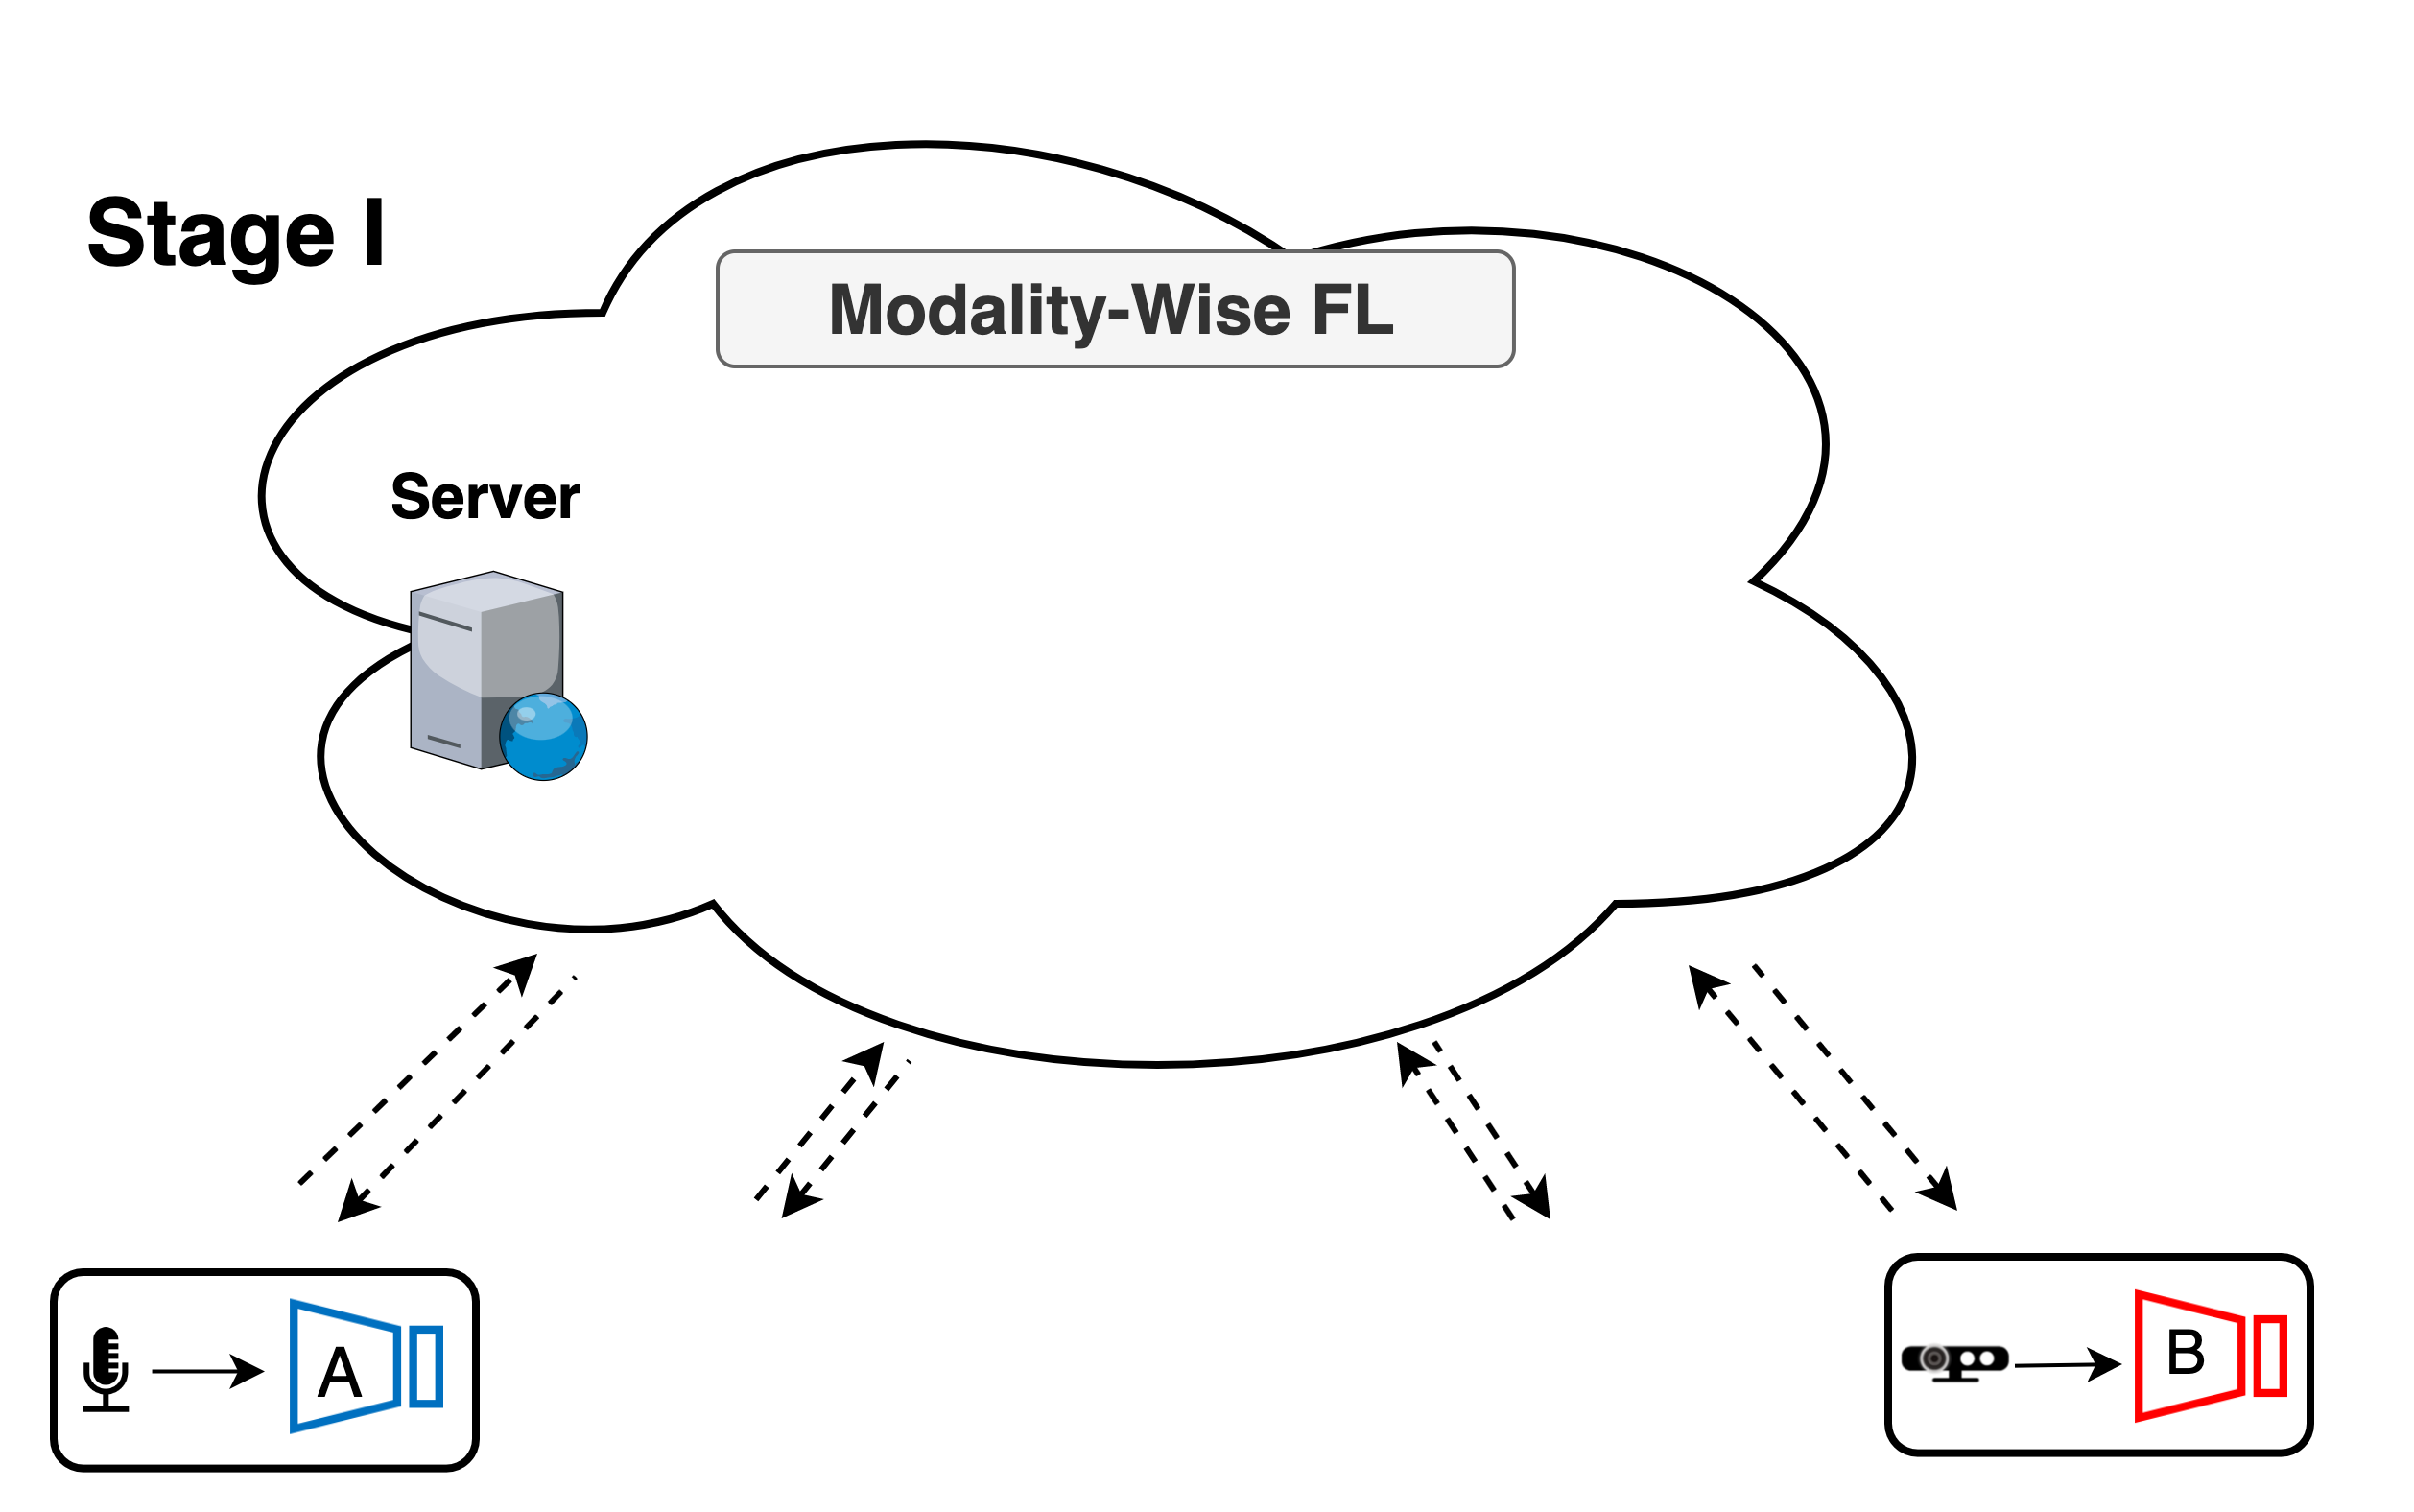 Stage I
Modality-Wise FL
Server
A
B